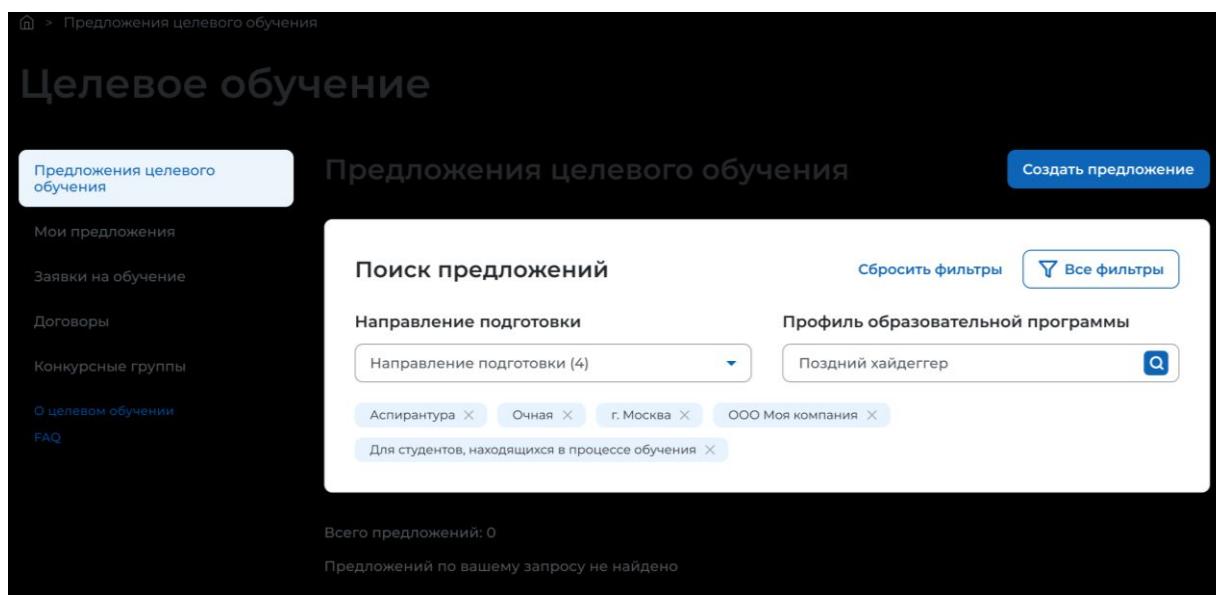 > Предложения целевого обучения
Целевое обучение
Предложения целевого
обучения
Мои предложения
Заявки на обучение
Договоры
Конкурсные группы
О целевом обучении
FAQ
Предложения целевого обучения
Создать предложение
Поиск предложений
Сбросить фильтры
Все фильтры
Направление подготовки
Направление подготовки (4)
Профиль образовательной программы
Поздний хайдеггер
Аспирантура × Очная × г. Москва × ООО Моя компания ×
Для студентов, находящихся в процессе обучения ×
Всего предложений: 0
Предложений по вашему запросу не найдено